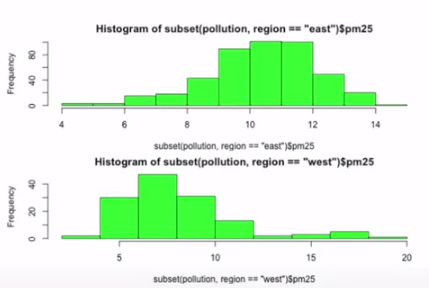 Histogram of subset(pollution, region == "east")$pm25
Frequency
80
40
0
4 6 8 10 12 14
subset(pollution, region == "east")$pm25
Histogram of subset(pollution, region == "west")$pm25
Frequency
40
20
0
5 10 15 20
subset(pollution, region == "west")$pm25